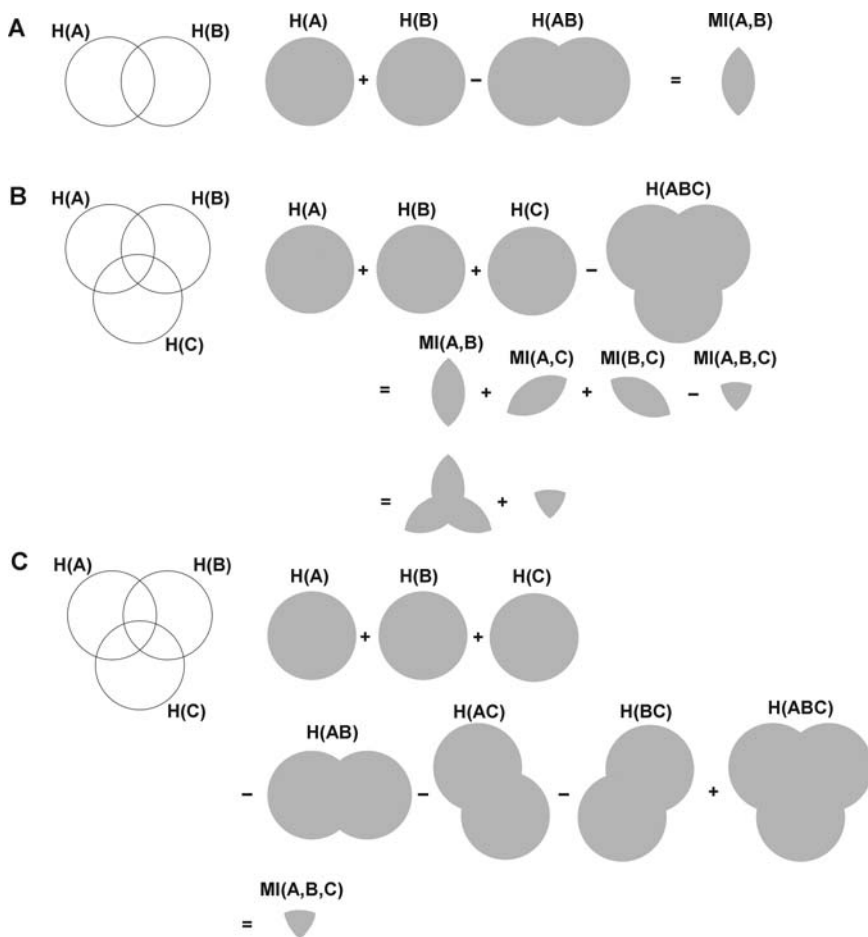 A
H(A) H(B) H(A) H(B) H(AB) MI(A,B)
+ − =
B
H(A) H(B) H(A) H(B) H(C) H(ABC)
+ + −
H(C)
MI(A,B) MI(A,C) MI(B,C) MI(A,B,C)
= + + −
= +
C
H(A) H(B) H(A) H(B) H(C)
+ +
H(C)
H(AB) H(AC) H(BC) H(ABC)
− − − +
MI(A,B,C)
=